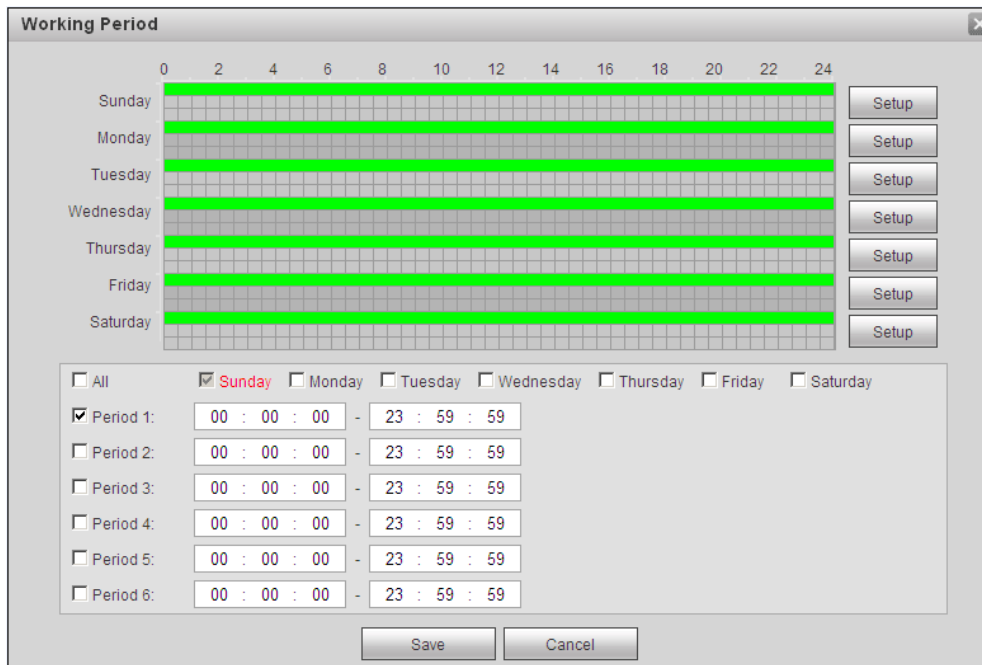 Working Period
0 2 4 6 8 10 12 14 16 18 20 22 24
Sunday Setup
Monday Setup
Tuesday Setup
Wednesday Setup
Thursday Setup
Friday Setup
Saturday Setup
All Sunday Monday Tuesday Wednesday Thursday Friday Saturday
Period 1: 00 : 00 : 00 - 23 : 59 : 59
Period 2: 00 : 00 : 00 - 23 : 59 : 59
Period 3: 00 : 00 : 00 - 23 : 59 : 59
Period 4: 00 : 00 : 00 - 23 : 59 : 59
Period 5: 00 : 00 : 00 - 23 : 59 : 59
Period 6: 00 : 00 : 00 - 23 : 59 : 59
Save Cancel